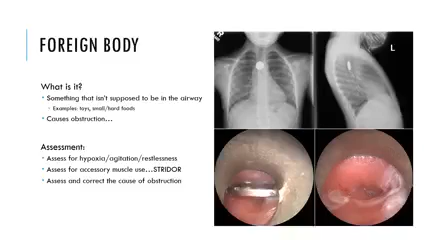 FOREIGN BODY
What is it?
• Something that isn't supposed to be in the airway
• Examples: toys, small/hard foods
• Causes obstruction…
Assessment:
• Assess for hypoxia/agitation/restlessness
• Assess for accessory muscle use…STRIDOR
• Assess and correct the cause of obstruction
L